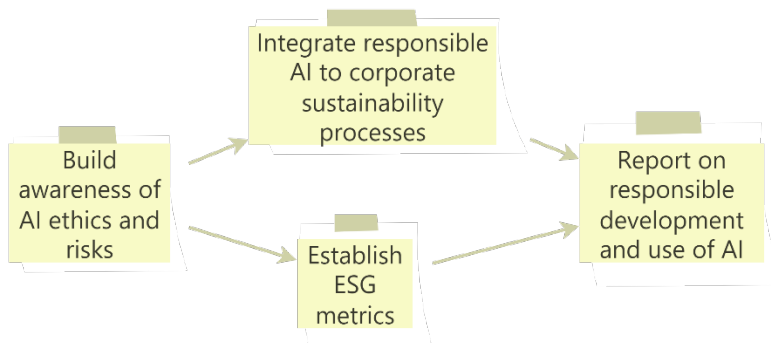 Build
awareness of
AI ethics and
risks
Integrate responsible
AI to corporate
sustainability
processes
Establish
ESG
metrics
Report on
responsible
development
and use of AI